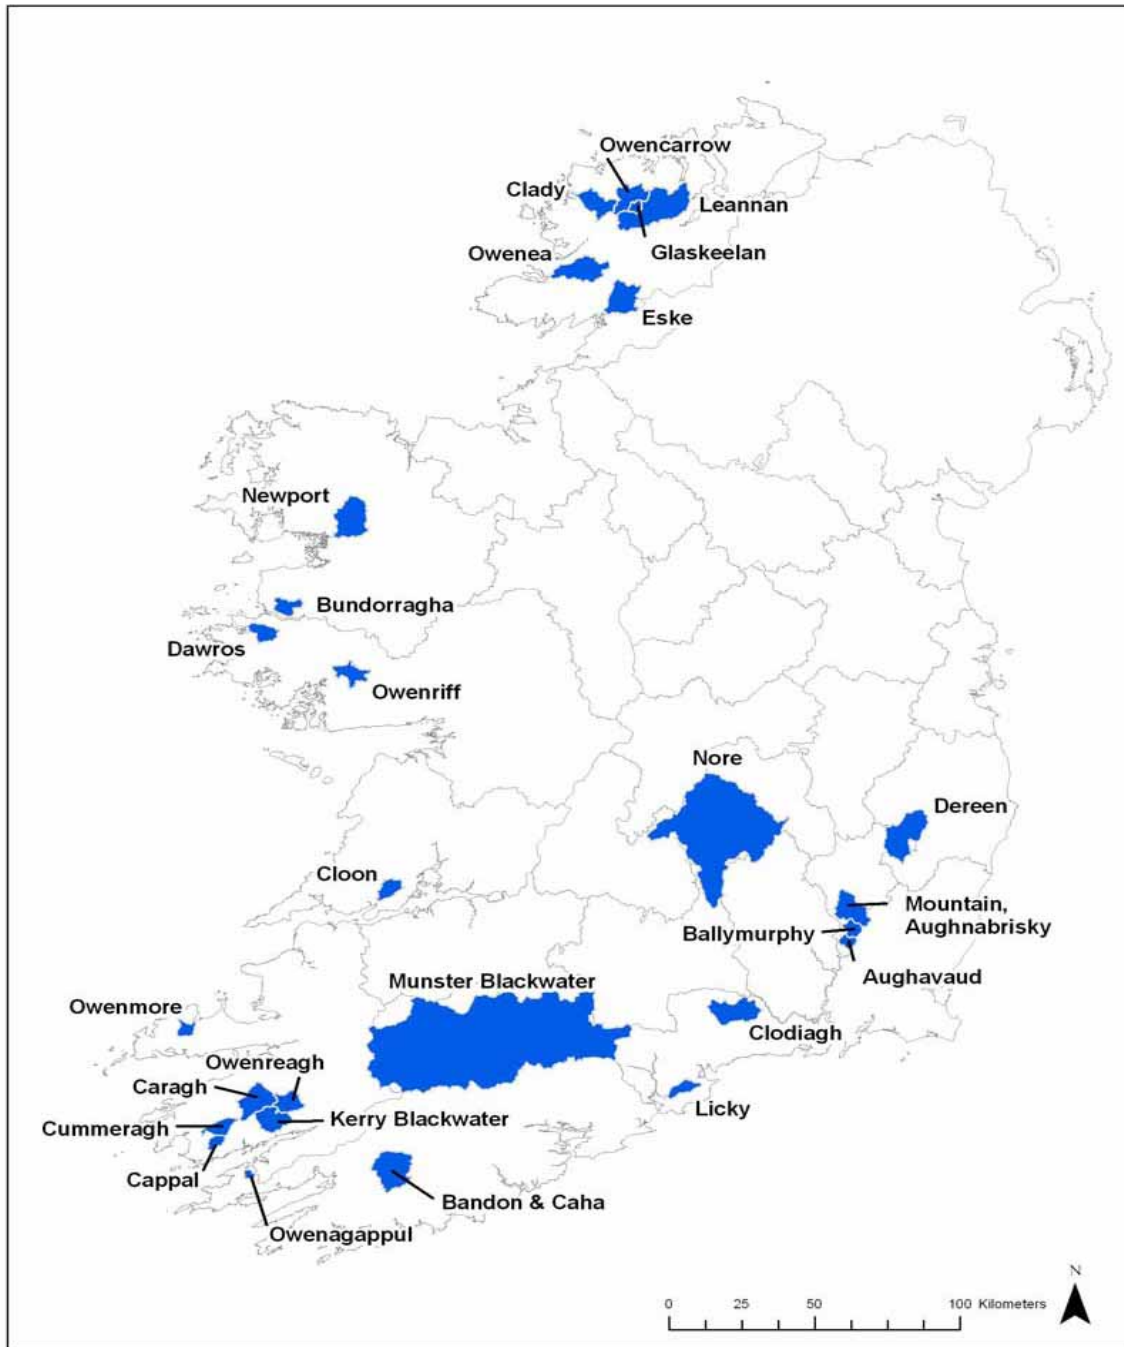 Owencarrow
Clady
Leannan
Glaskeelan
Owenea
Eske
Newport
Bundorragha
Dawros
Owenriff
Nore
Dereen
Cloon
Mountain,
Aughnabrisky
Ballymurphy
Aughavaud
Munster Blackwater
Owenmore
Clodiagh
Owenreagh
Caragh
Licky
Kerry Blackwater
Cummeragh
Cappal
Bandon & Caha
Owenagappul
N
0 25 50 100 Kilometers